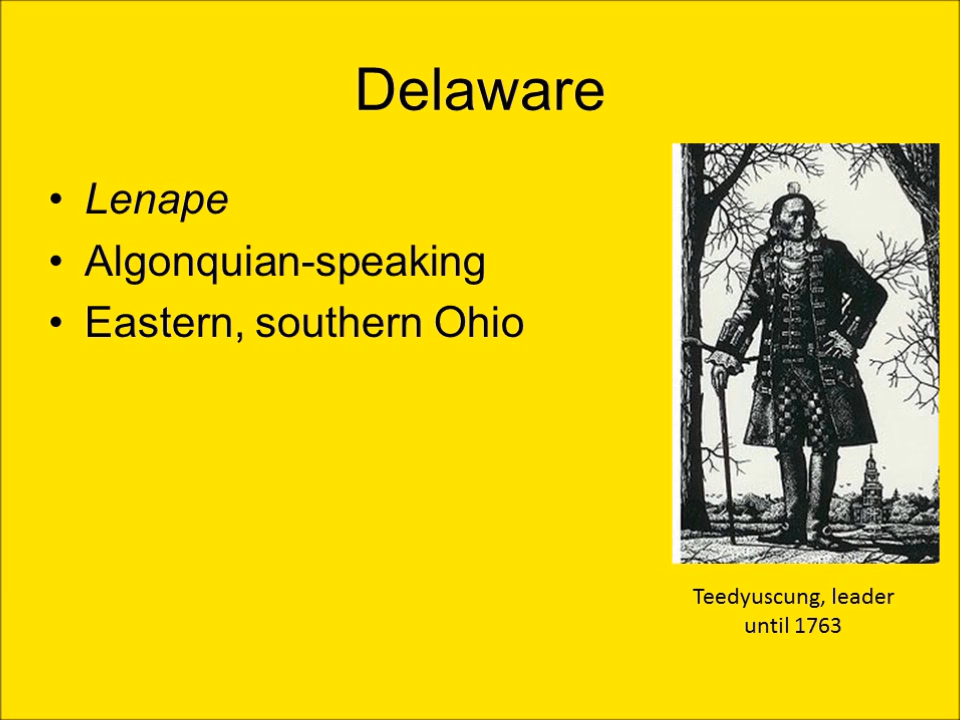 Delaware
• Lenape
• Algonquian-speaking
• Eastern, southern Ohio
Teedyuscung, leader
until 1763